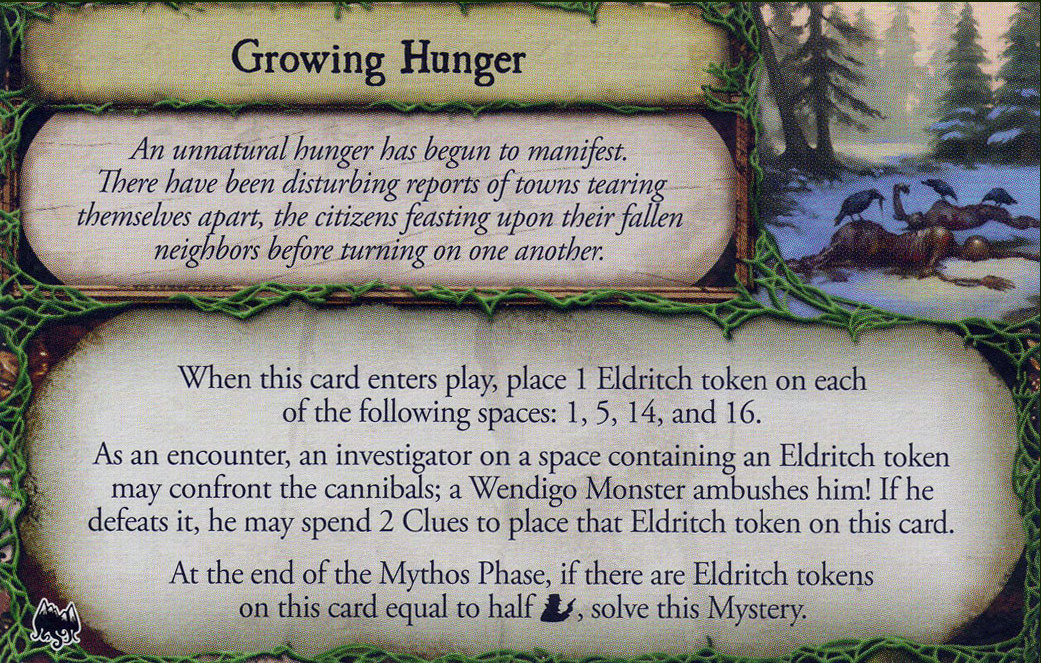 Growing Hunger
An unnatural hunger has begun to manifest.
There have been disturbing reports of towns tearing
themselves apart, the citizens feasting upon their fallen
neighbors before turning on one another.
When this card enters play, place 1 Eldritch token on each
of the following spaces: 1, 5, 14, and 16.
As an encounter, an investigator on a space containing an Eldritch token
may confront the cannibals; a Wendigo Monster ambushes him! If he
defeats it, he may spend 2 Clues to place that Eldritch token on this card.
At the end of the Mythos Phase, if there are Eldritch tokens
on this card equal to half , solve this Mystery.